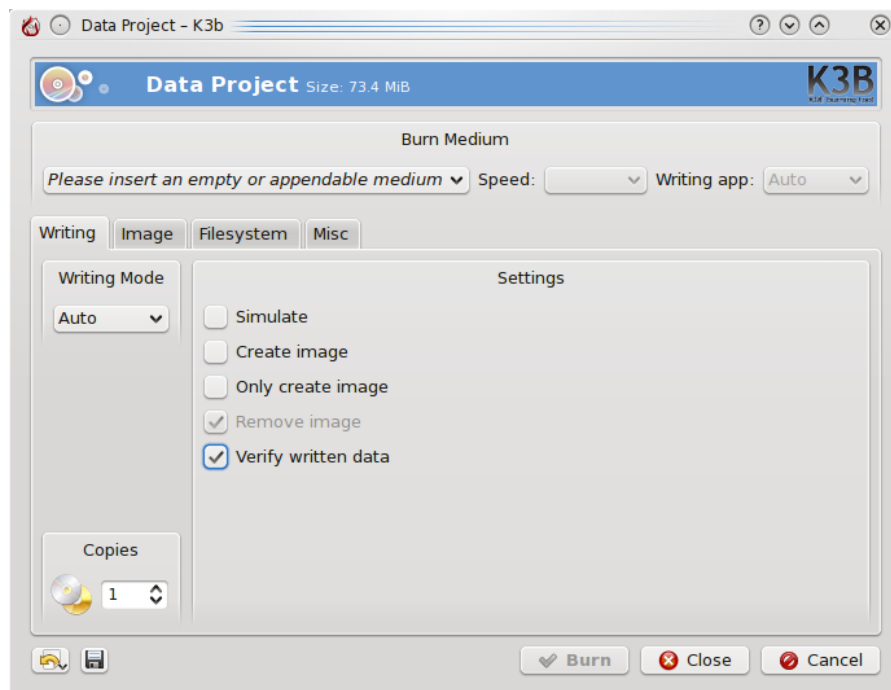 Data Project – K3b
Data Project Size: 73.4 MiB
K3B
Burn Medium
Please insert an empty or appendable medium Speed: Writing app: Auto
Writing Image Filesystem Misc
Writing Mode
Auto
Settings
Simulate
Create image
Only create image
Remove image
Verify written data
Copies
1
Burn Close Cancel